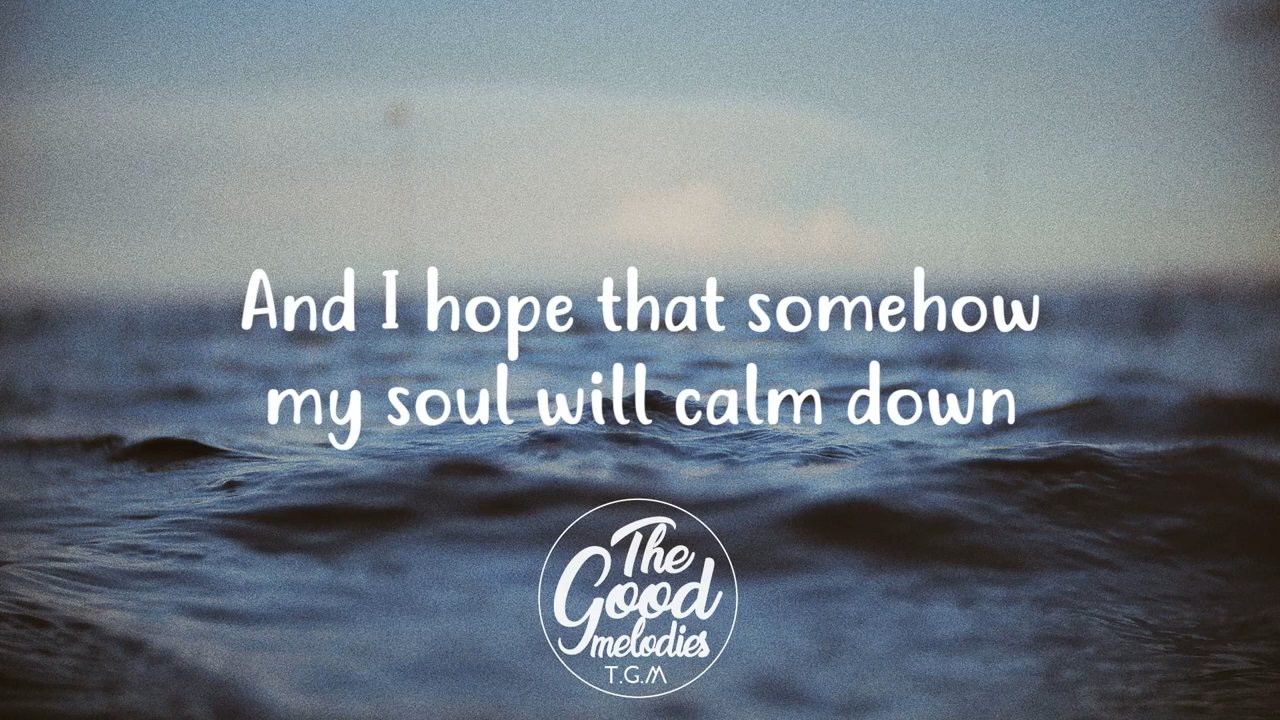 And I hope that somehow
my soul will calm down
The
Good
melodies
T.G.M